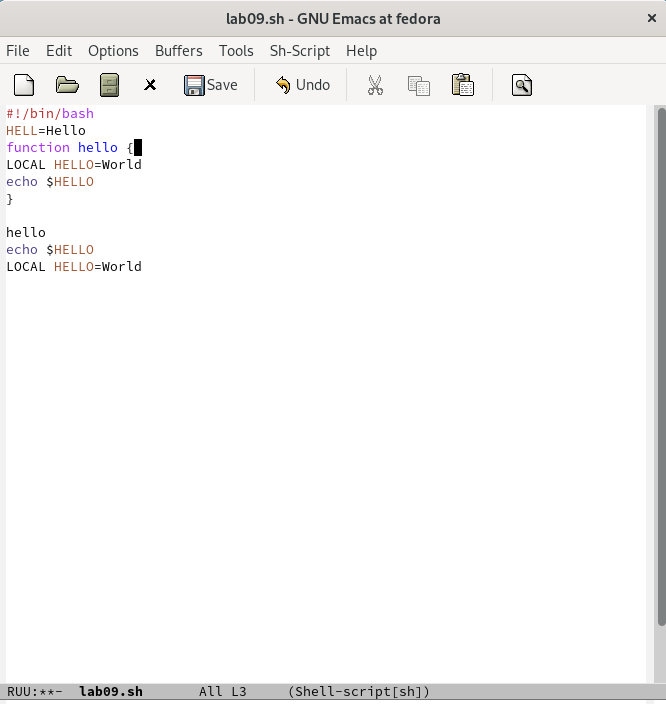 lab09.sh - GNU Emacs at fedora
File Edit Options Buffers Tools Sh-Script Help
Save Undo
#!/bin/bash
HELL=Hello
function hello {
LOCAL HELLO=World
echo $HELLO
}
hello
echo $HELLO
LOCAL HELLO=World
RUU:**- lab09.sh All L3 (Shell-script[sh])